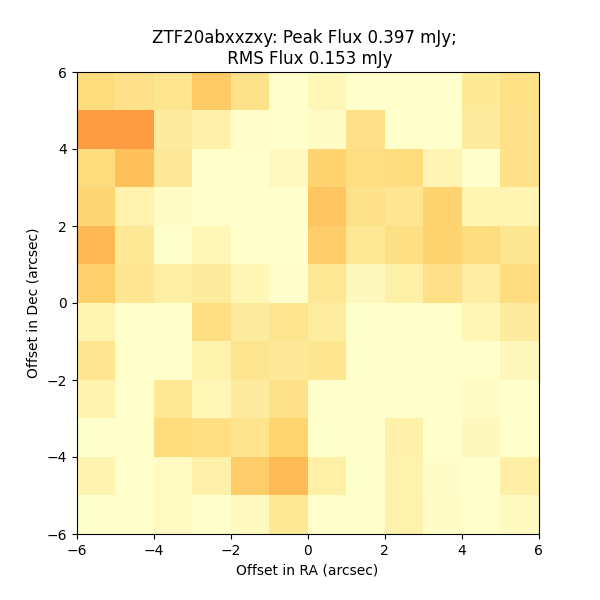 ZTF20abxxzxy: Peak Flux 0.397 mJy;
RMS Flux 0.153 mJy
6
4
2
0
−2
−4
−6
Offset in Dec (arcsec)
−6 −4 −2 0 2 4 6
Offset in RA (arcsec)